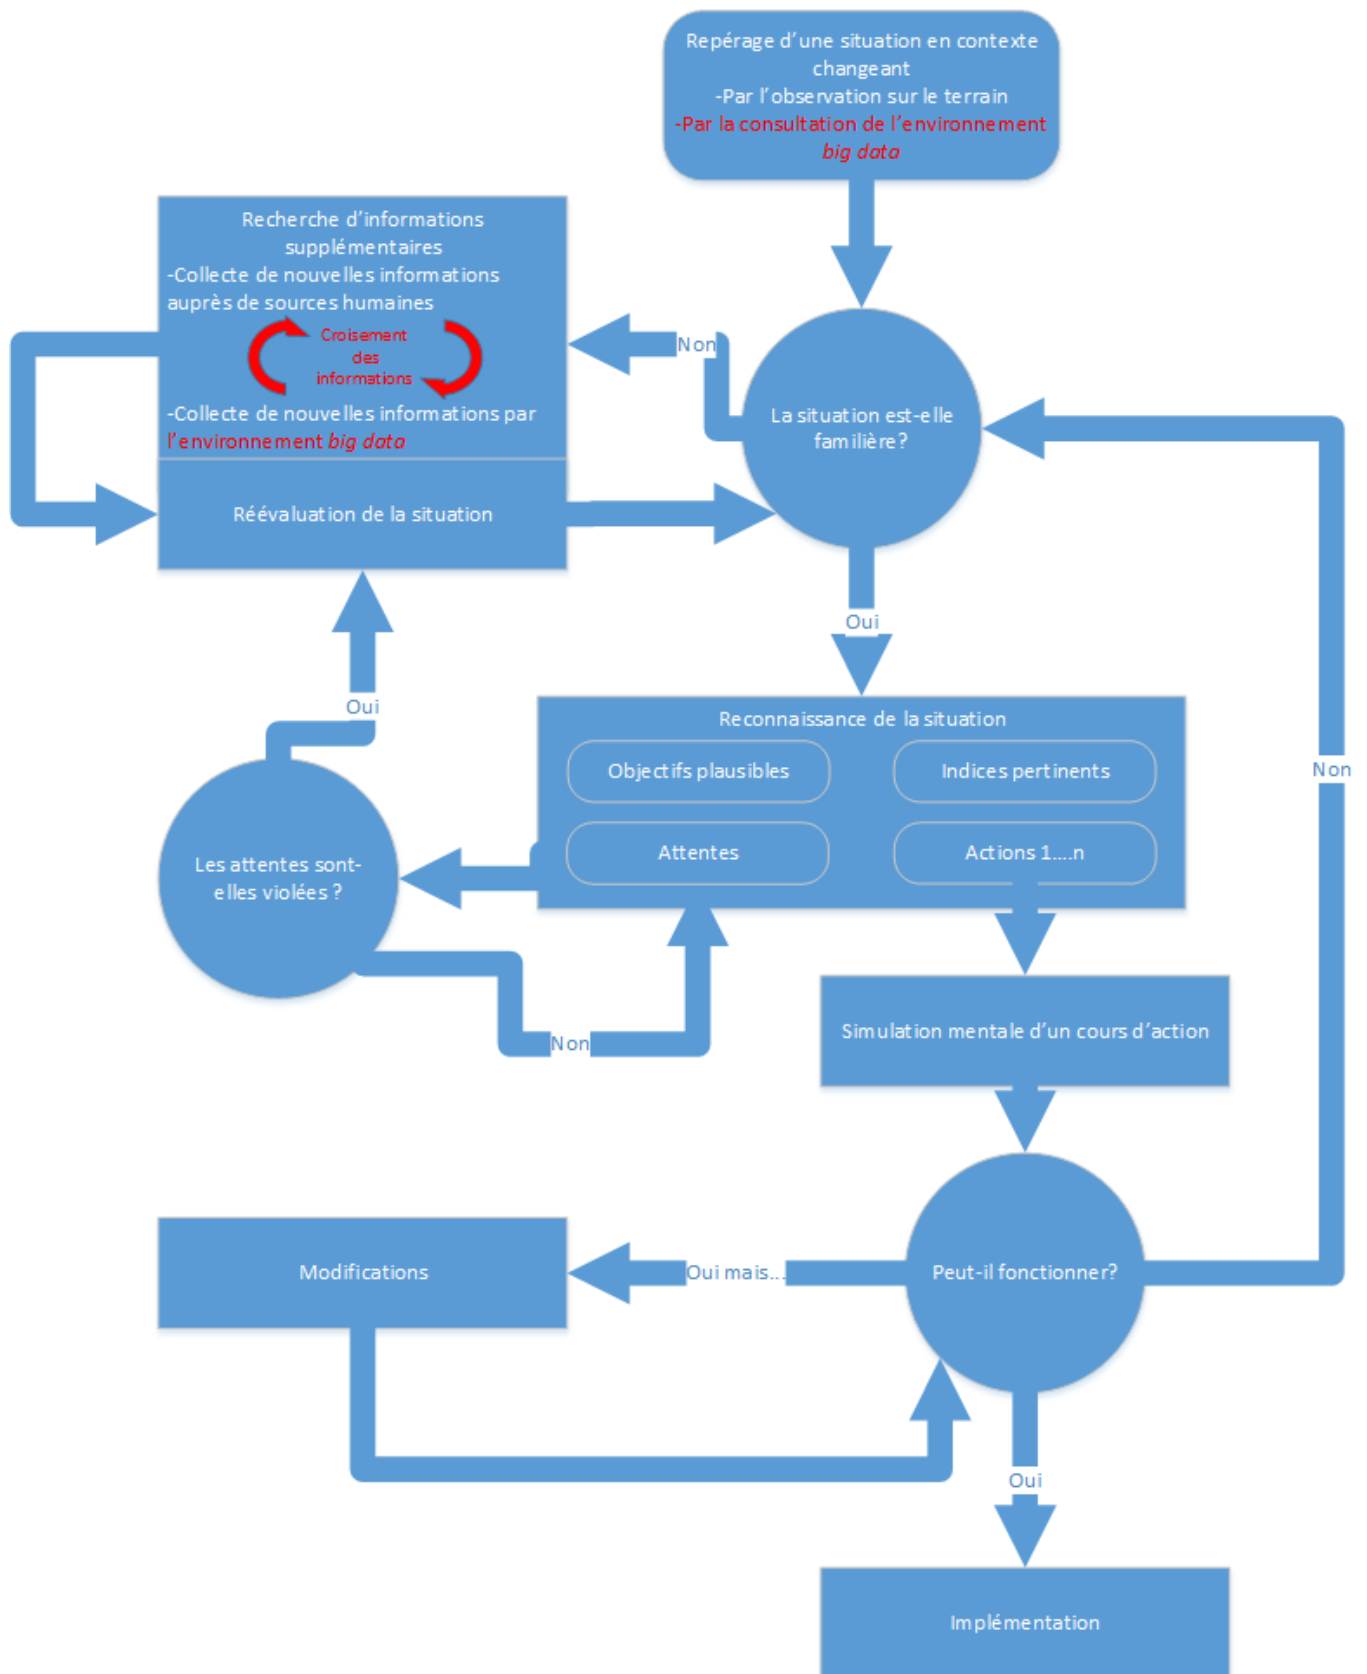 Repérage d’une situation en contexte
changeant
-Par l’observation sur le terrain
-Par la consultation de l’environnement
big data
Recherche d’informations
supplémentaires
-Collecte de nouvelles informations
auprès de sources humaines
Croisement
des
informations
-Collecte de nouvelles informations par
l’environnement big data
Non
La situation est-elle
familière?
Réévaluation de la situation
Oui
Oui
Reconnaissance de la situation
Objectifs plausibles
Indices pertinents
Non
Attentes
Actions 1....n
Les attentes sont-
elles violées ?
Non
Simulation mentale d’un cours d’action
Modifications
Oui mais...
Peut-il fonctionner?
Oui
Implémentation